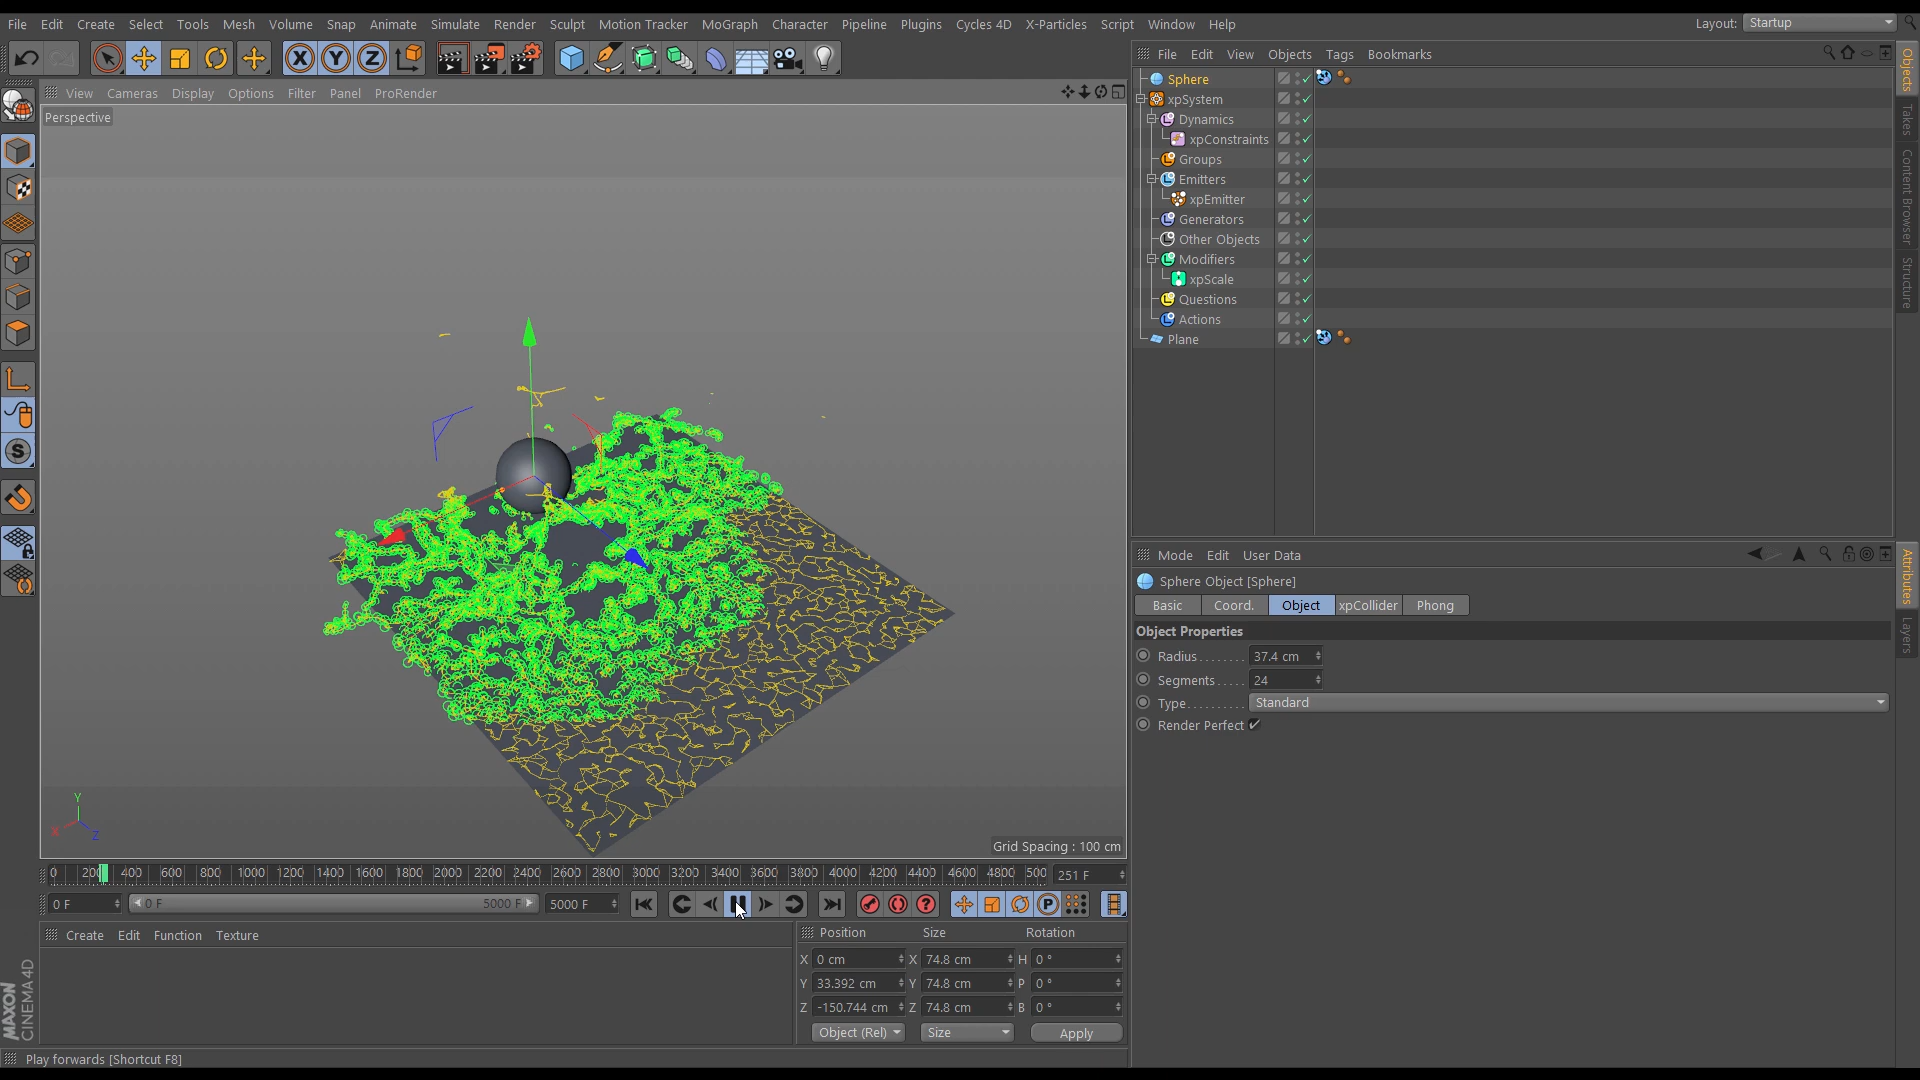 File Edit Create Select Tools Mesh Volume Snap Animate Simulate Render Sculpt Motion Tracker MoGraph Character Pipeline Plugins Cycles 4D X-Particles Script Window Help Layout: Startup
View Cameras Display Options Filter Panel ProRender
Perspective
Y
X
Z
Grid Spacing : 100 cm
File Edit View Objects Tags Bookmarks
Sphere
xpSystem
Dynamics
xpConstraints
Groups
Emitters
xpEmitter
Generators
Other Objects
Modifiers
xpScale
Questions
Actions
Plane
Objects
Takes
Content Browser
Structure
Mode Edit User Data
Sphere Object [Sphere]
Basic Coord. Object xpCollider Phong
Object Properties
Radius....... 37.4 cm
Segments..... 24
Type.......... Standard
Render Perfect
Attributes
Layers
0 200 400 600 800 1000 1200 1400 1600 1800 2000 2200 2400 2600 2800 3000 3200 3400 3600 3800 4000 4200 4400 4600 4800 500 251 F
0 F 0 F 5000 F 5000 F
Create Edit Function Texture
Position Size Rotation
X 0 cm X 74.8 cm H 0 °
Y 33.392 cm Y 74.8 cm P 0 °
Z -150.744 cm Z 74.8 cm B 0 °
Object (Rel) Size Apply
MAXON
CINEMA 4D
Play forwards [Shortcut F8]